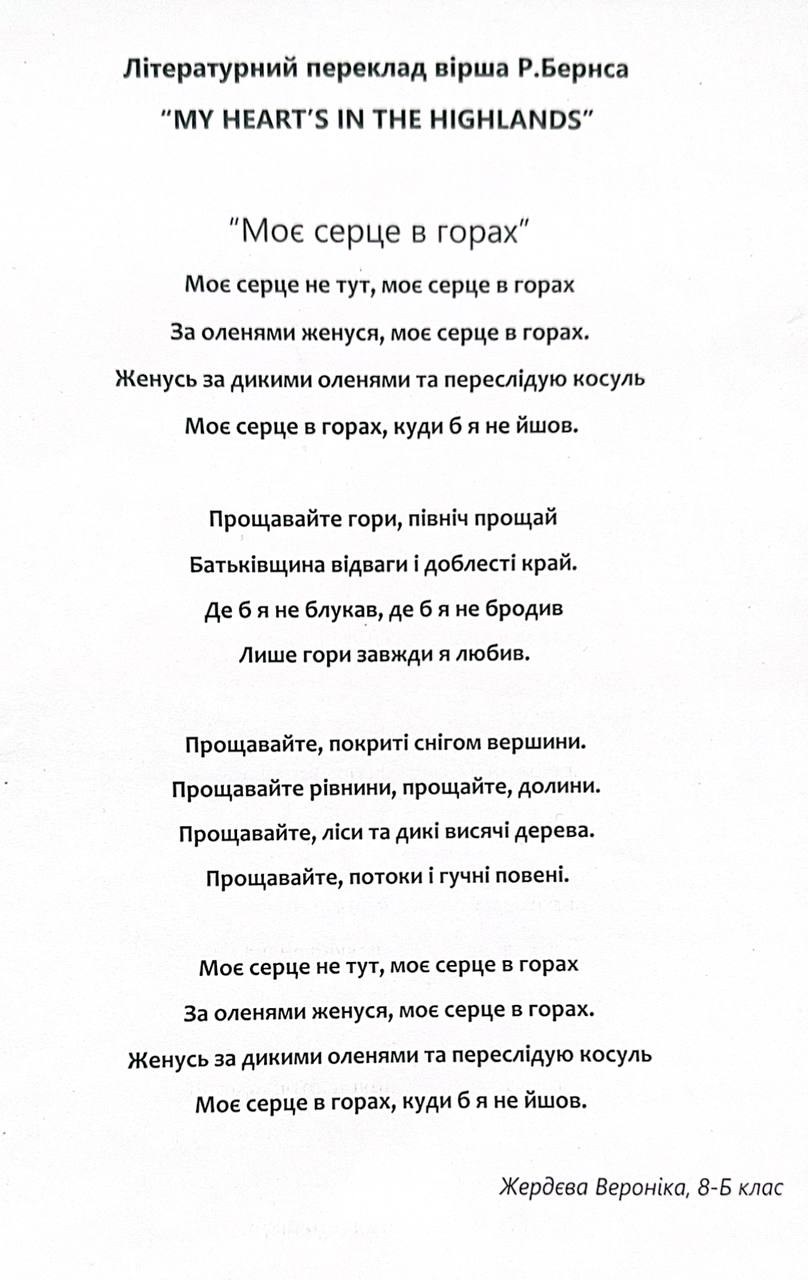 Літературний переклад вірша Р.Бернса
"MY HEART'S IN THE HIGHLANDS"
"Моє серце в горах"
Моє серце не тут, моє серце в горах
За оленями женуся, моє серце в горах.
Женусь за дикими оленями та переслідую косуль
Моє серце в горах, куди б я не йшов.
Прощавайте гори, північ прощай
Батьківщина відваги і доблесті край.
Де б я не блукав, де б я не бродив
Лише гори завжди я любив.
Прощавайте, покриті снігом вершини.
Прощавайте рівнини, прощайте, долини.
Прощавайте, ліси та дикі висячі дерева.
Прощавайте, потоки і гучні повені.
Моє серце не тут, моє серце в горах
За оленями женуся, моє серце в горах.
Женусь за дикими оленями та переслідую косуль
Моє серце в горах, куди б я не йшов.
Жердєва Вероніка, 8-Б клас